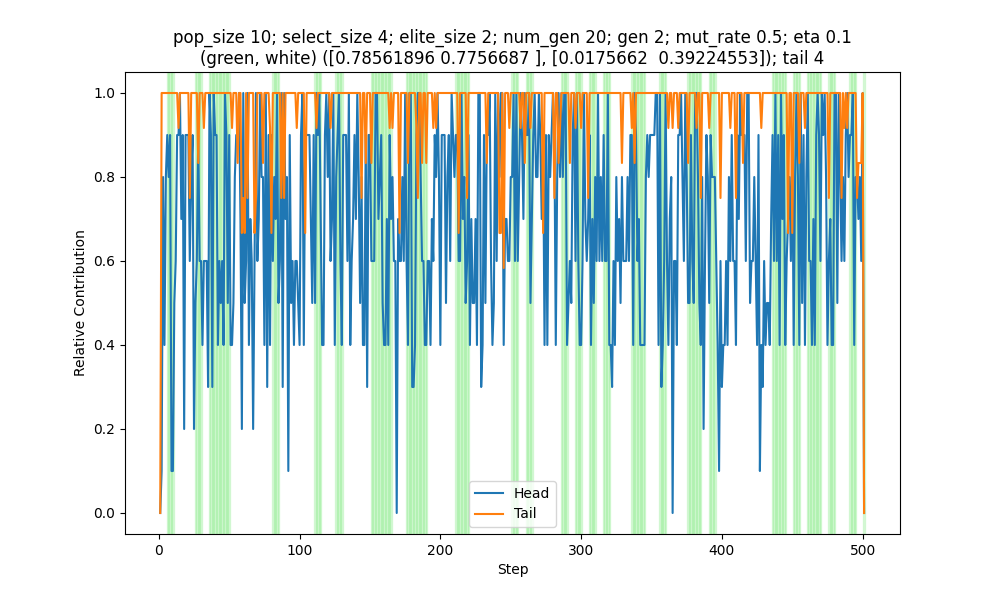 pop_size 10; select_size 4; elite_size 2; num_gen 20; gen 2; mut_rate 0.5; eta 0.1
(green, white) ([0.78561896 0.7756687 ], [0.0175662  0.39224553]); tail 4
1.0
0.8
0.6
0.4
0.2
0.0
Relative Contribution
Head
Tail
0
100
200
300
400
500
Step